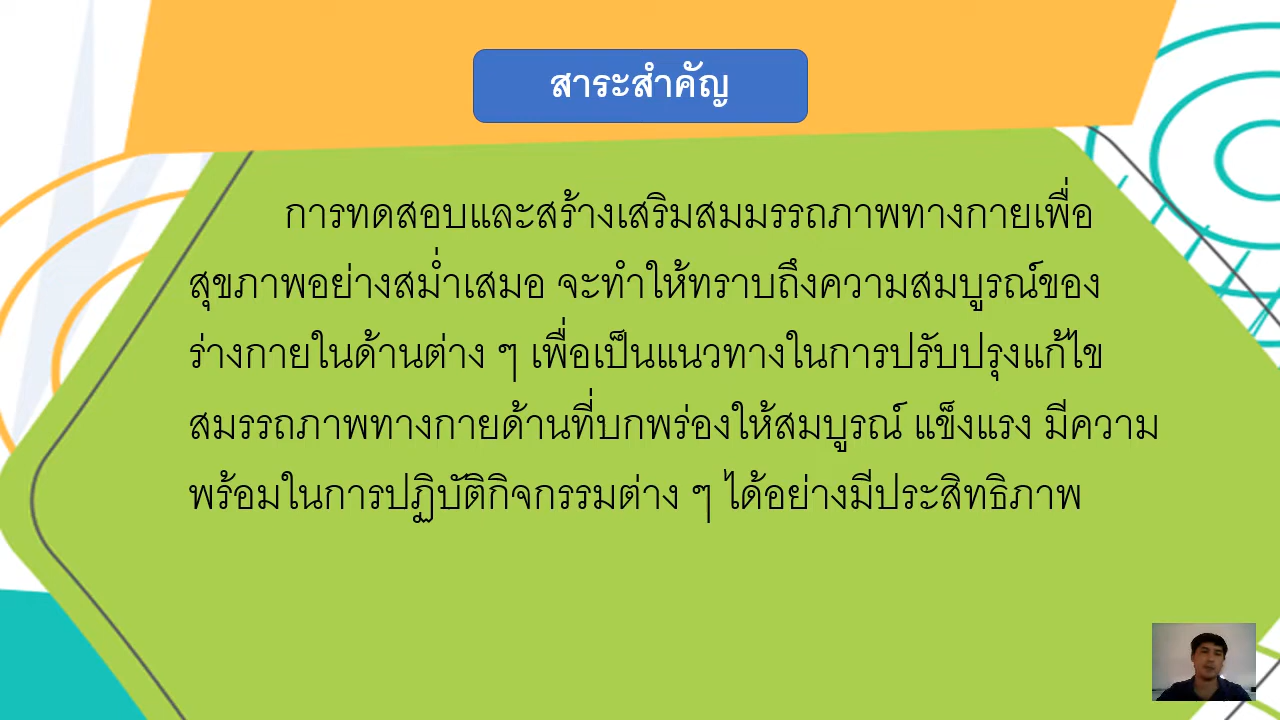 สาระสำคัญ
การทดสอบและสร้างเสริมสมมรรถภาพทางกายเพื่อ
สุขภาพอย่างสม่ำเสมอ จะทำให้ทราบถึงความสมบูรณ์ของ
ร่างกายในด้านต่าง ๆ เพื่อเป็นแนวทางในการปรับปรุงแก้ไข
สมรรถภาพทางกายด้านที่บกพร่องให้สมบูรณ์ แข็งแรง มีความ
พร้อมในการปฏิบัติกิจกรรมต่าง ๆ ได้อย่างมีประสิทธิภาพ